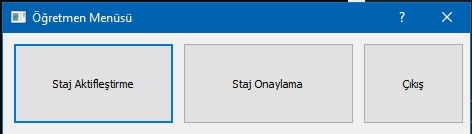 Öğretmen Menüsü
?
Staj Aktifleştirme
Staj Onaylama
Çıkış